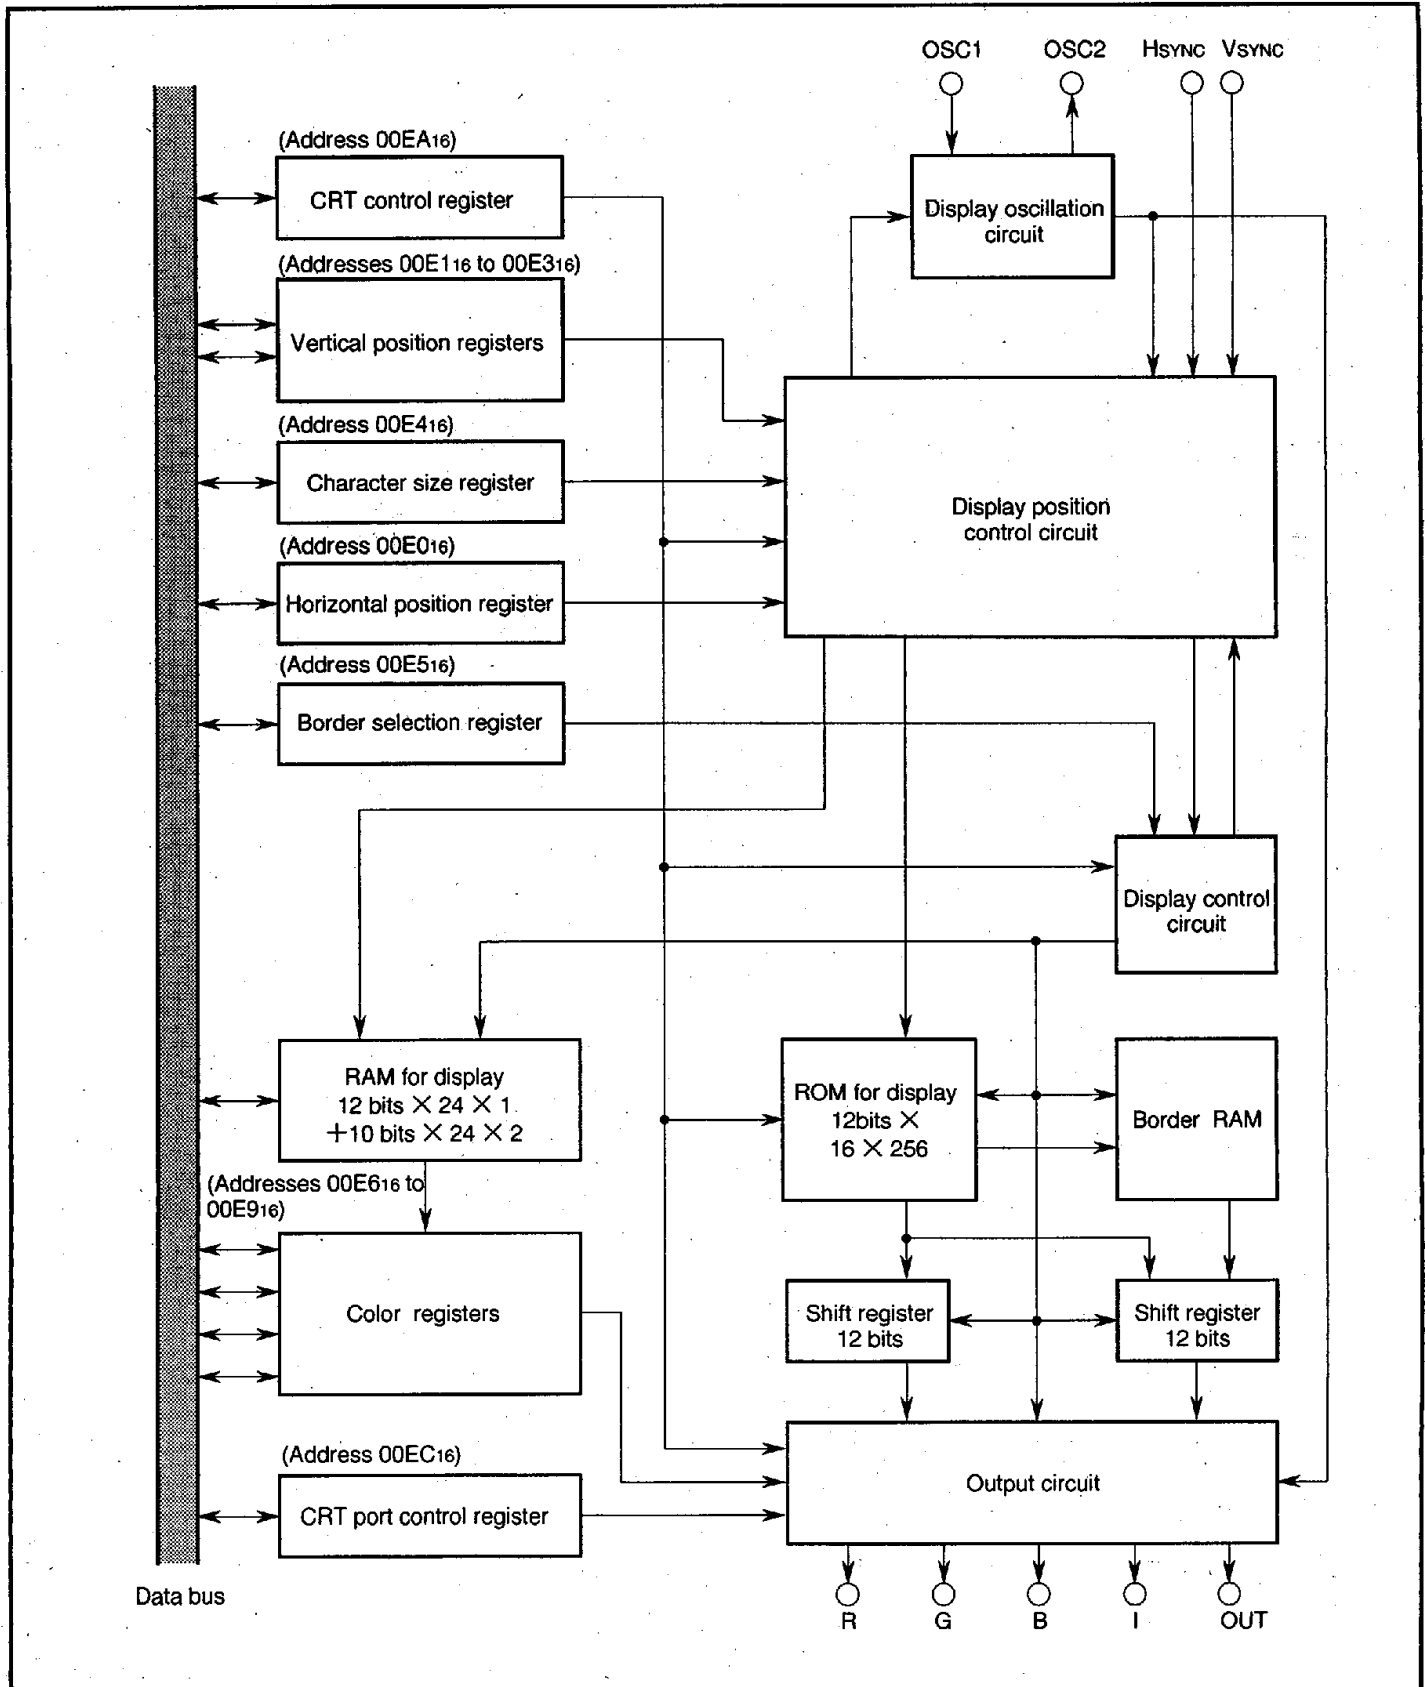 OSC1 OSC2 HSYNC VSYNC
(Address 00EA16)
CRT control register
Display oscillation
circuit
(Addresses 00E116 to 00E316)
Vertical position registers
(Address 00E416)
Character size register
Display position
control circuit
(Address 00E016)
Horizontal position register
(Address 00E516)
Border selection register
Display control
circuit
RAM for display
12 bits × 24 × 1
+10 bits × 24 × 2
ROM for display
12bits ×
16 × 256
Border RAM
(Addresses 00E616 to
00E916)
Color registers
Shift register
12 bits
Shift register
12 bits
(Address 00EC16)
CRT port control register
Output circuit
Data bus
R G B I OUT